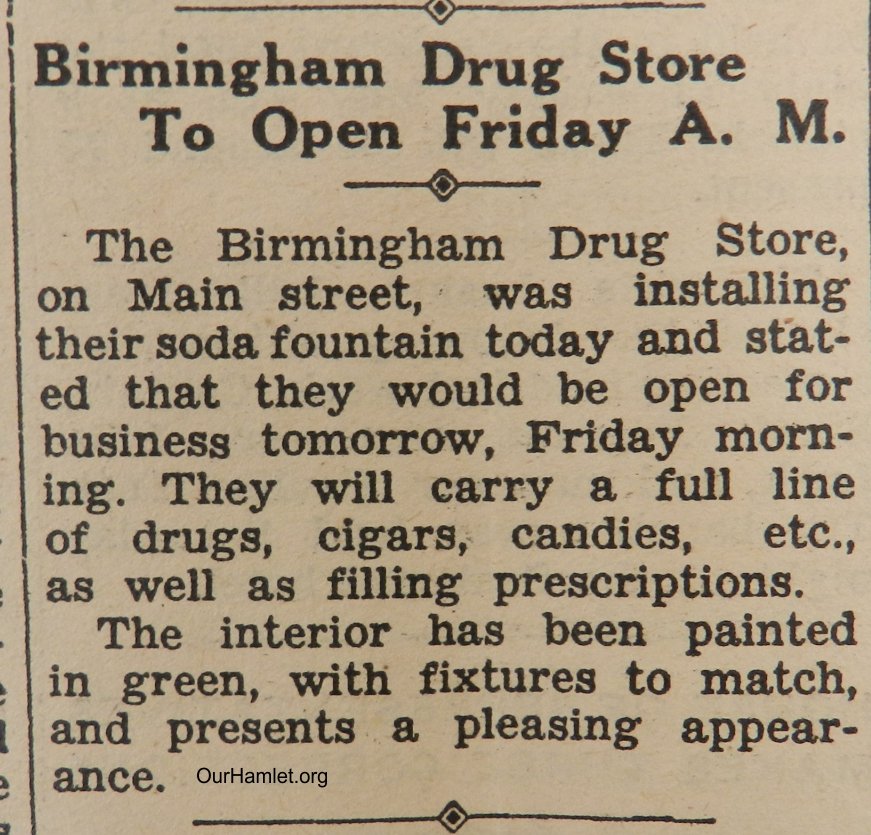 Birmingham Drug Store
To Open Friday A. M.
The Birmingham Drug Store,
on Main street, was installing
their soda fountain today and stat-
ed that they would be open for
business tomorrow, Friday morn-
ing. They will carry a full line
of drugs, cigars, candies, etc.,
as well as filling prescriptions.
The interior has been painted
in green, with fixtures to match,
and presents a pleasing appear-
ance. OurHamlet.org